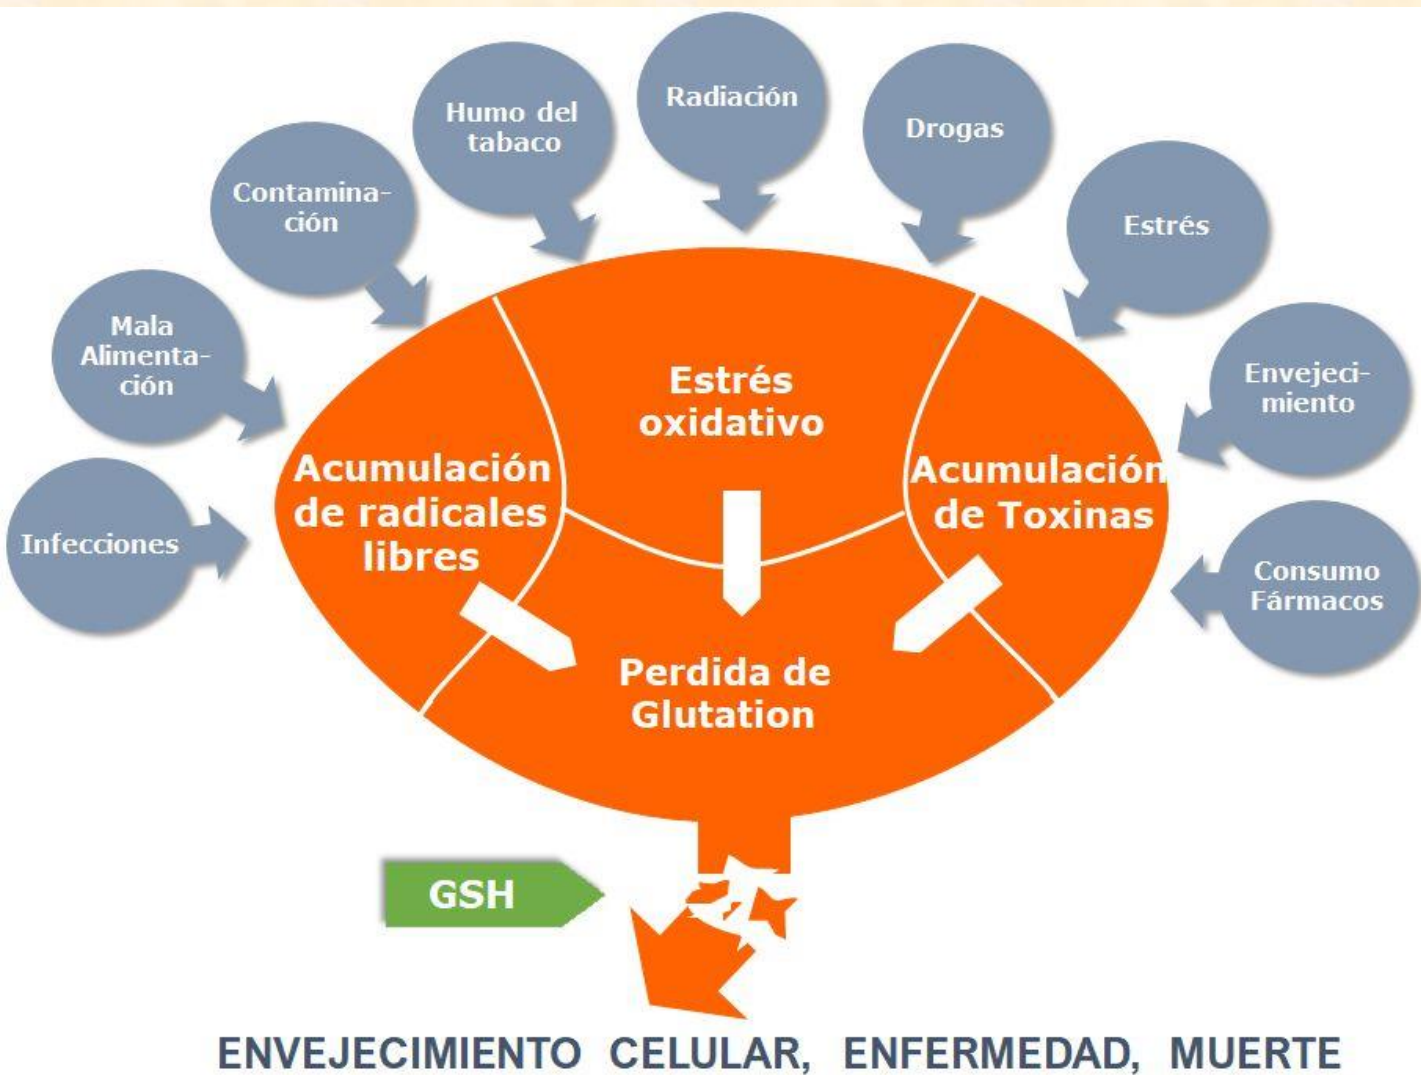 Humo del
tabaco
Radiación
Drogas
Contamina-
ción
Estrés
Mala
Alimenta-
ción
Envejeci-
miento
Infecciones
Consumo
Fármacos
Estrés
oxidativo
Acumulación
de radicales
libres
Acumulación
de Toxinas
Perdida de
Glutation
GSH
ENVEJECIMIENTO CELULAR, ENFERMEDAD, MUERTE